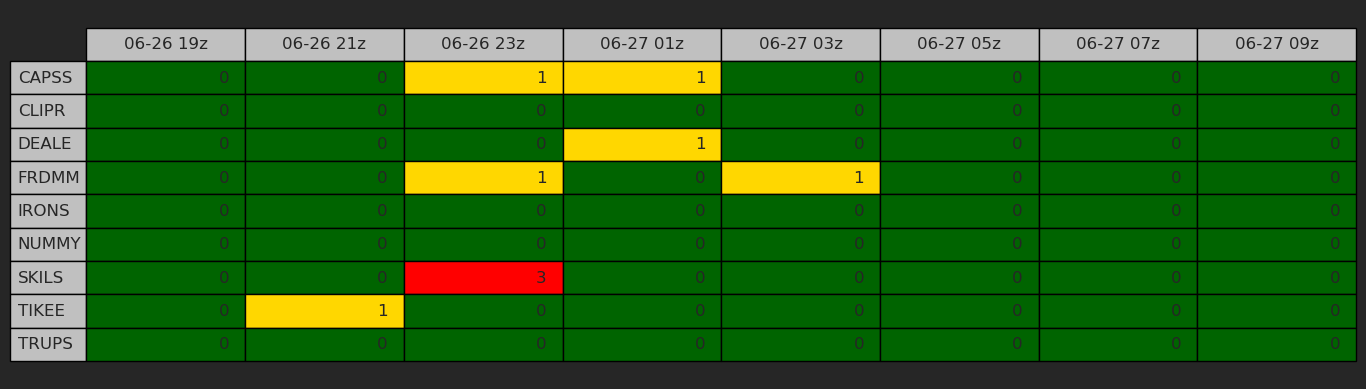 06-26 19z 06-26 21z 06-26 23z 06-27 01z 06-27 03z 06-27 05z 06-27 07z 06-27 09z
CAPSS 0 0 1 1 0 0 0 0
CLIPR 0 0 0 0 0 0 0 0
DEALE 0 0 0 1 0 0 0 0
FRDMM 0 0 1 0 1 0 0 0
IRONS 0 0 0 0 0 0 0 0
NUMMY 0 0 0 0 0 0 0 0
SKILS 0 0 3 0 0 0 0 0
TIKEE 0 1 0 0 0 0 0 0
TRUPS 0 0 0 0 0 0 0 0